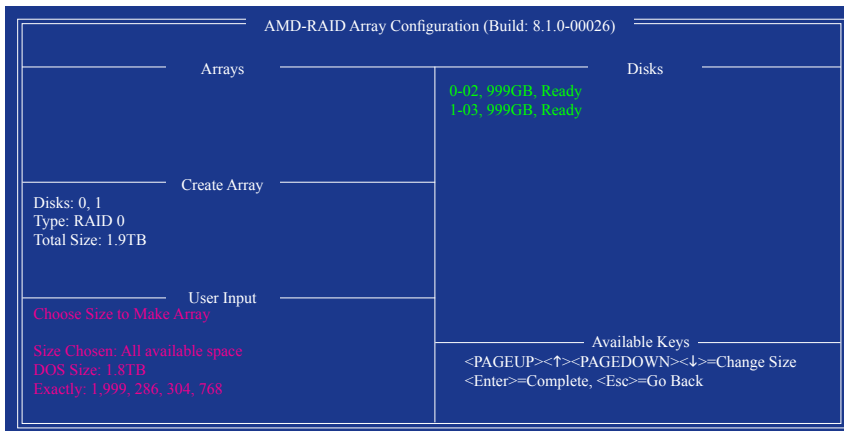 AMD-RAID Array Configuration (Build: 8.1.0-00026)
Arrays
Create Array
Disks: 0, 1
Type: RAID 0
Total Size: 1.9TB
User Input
Choose Size to Make Array
Size Chosen: All available space
DOS Size: 1.8TB
Exactly: 1,999, 286, 304, 768
Disks
0-02, 999GB, Ready
1-03, 999GB, Ready
Available Keys
<PAGEUP><↑><PAGEDOWN><↓>=Change Size
<Enter>=Complete, <Esc>=Go Back